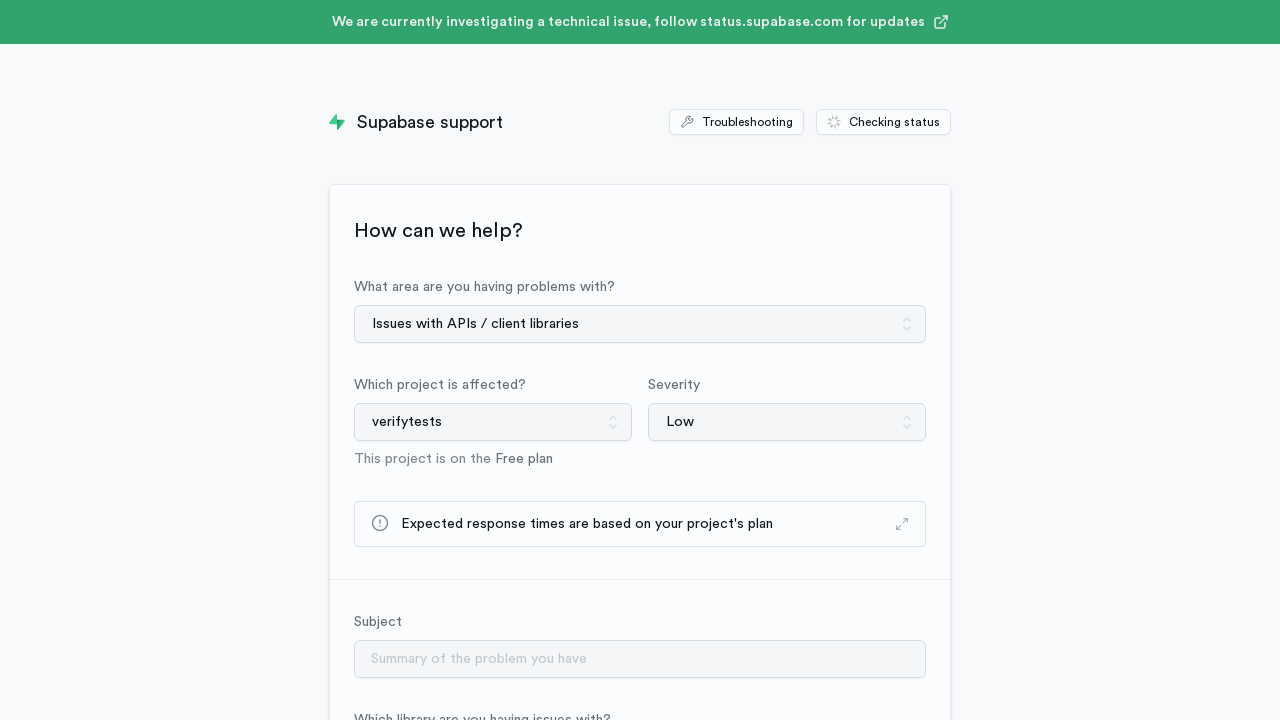 We are currently investigating a technical issue, follow status.supabase.com for updates
Supabase support
Troubleshooting
Checking status
How can we help?
What area are you having problems with?
Issues with APIs / client libraries
Which project is affected?
Severity
verifytests
Low
This project is on the Free plan
Expected response times are based on your project's plan
Subject
Summary of the problem you have
Which library are you having issues with?